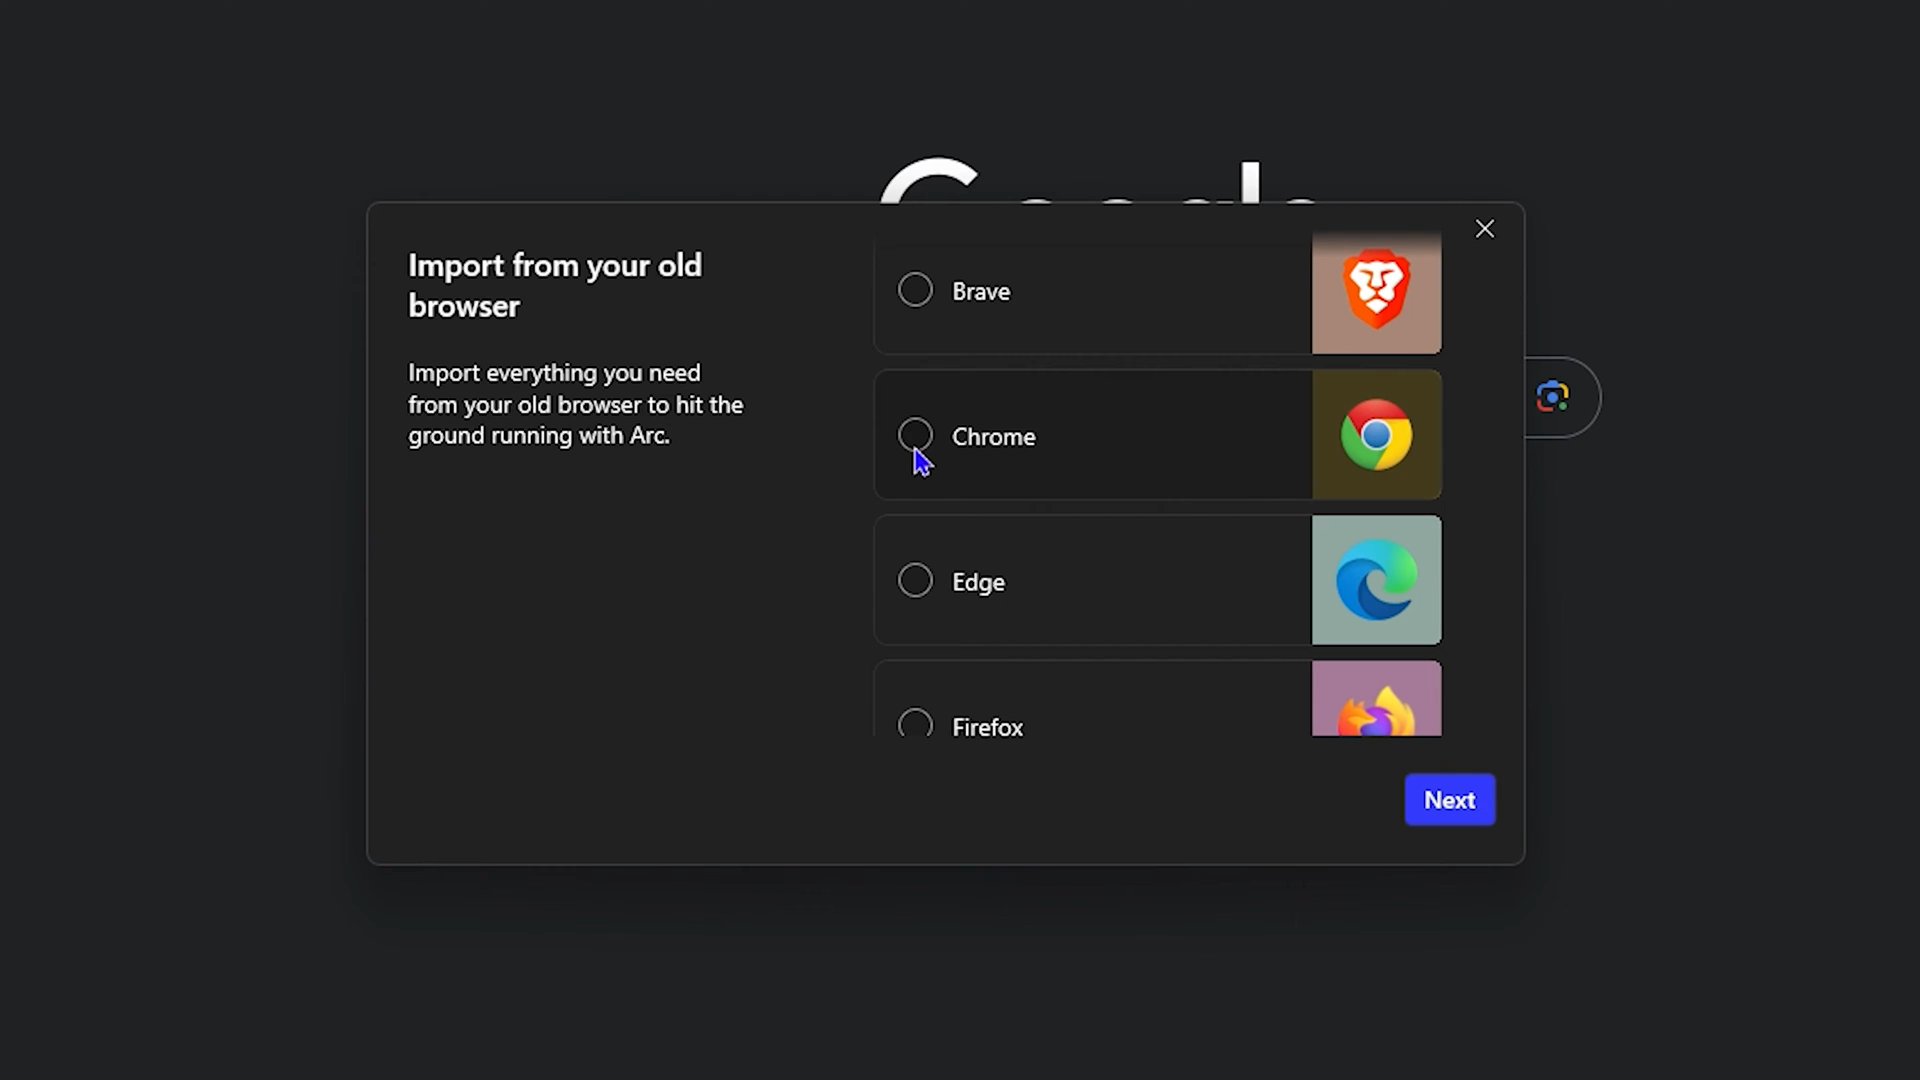 Import from your old
browser
Import everything you need
from your old browser to hit the
ground running with Arc.
Brave
Chrome
Edge
Firefox
Next